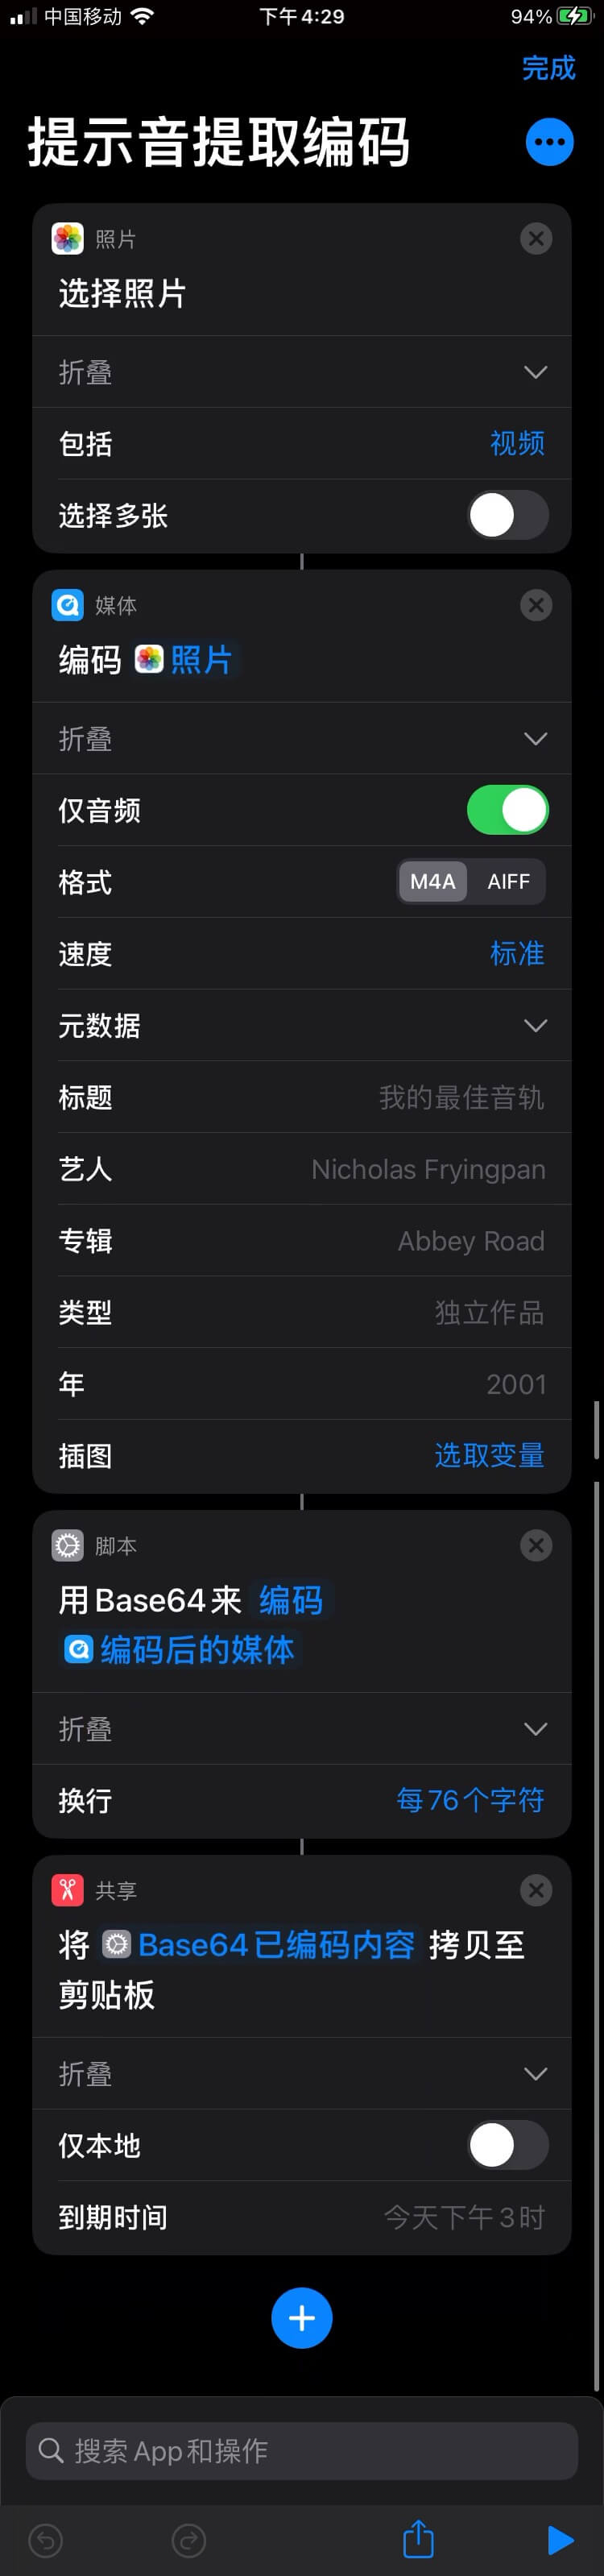 中国移动 下午4:29 94%
完成
提示音提取编码
照片
选择照片
折叠
包括 视频
选择多张
媒体
编码 照片
折叠
仅音频
格式 M4A AIFF
速度 标准
元数据
标题 我的最佳音轨
艺人 Nicholas Fryingpan
专辑 Abbey Road
类型 独立作品
年 2001
插图 选取变量
脚本
用Base64来 编码
编码后的媒体
折叠
换行 每76个字符
共享
将 Base64已编码内容 拷贝至
剪贴板
折叠
仅本地
到期时间 今天下午3时
搜索App和操作